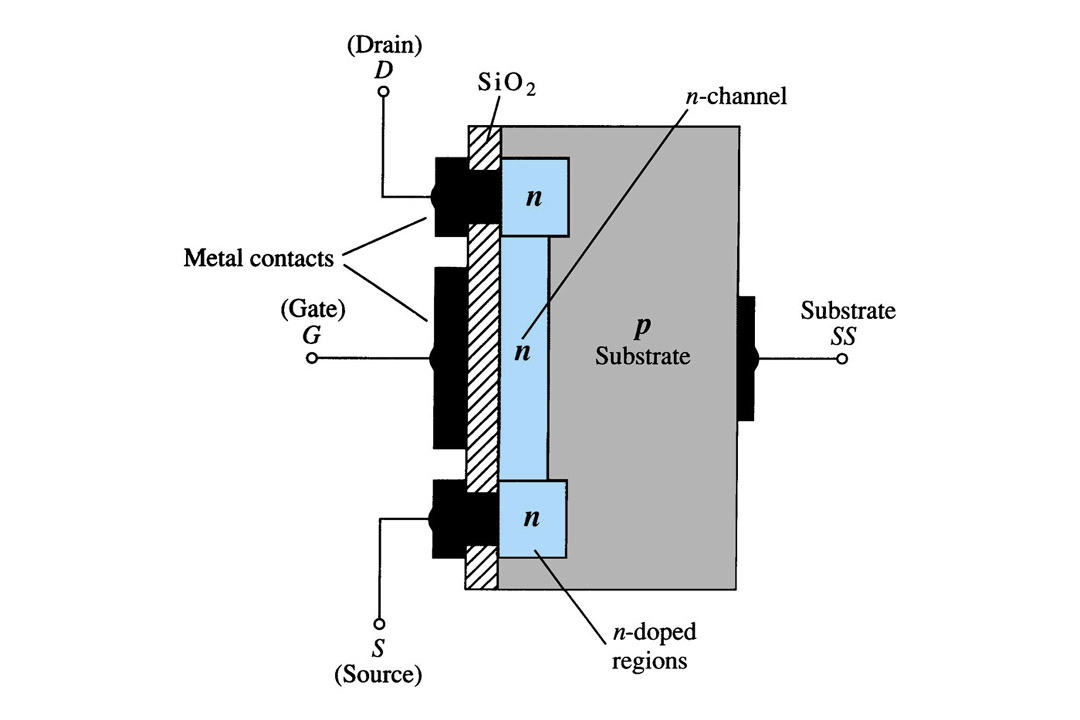 (Drain)
D
SiO₂
n-channel
n
Metal contacts
(Gate)
G
n
p
Substrate
Substrate
SS
n
S
(Source)
n-doped
regions